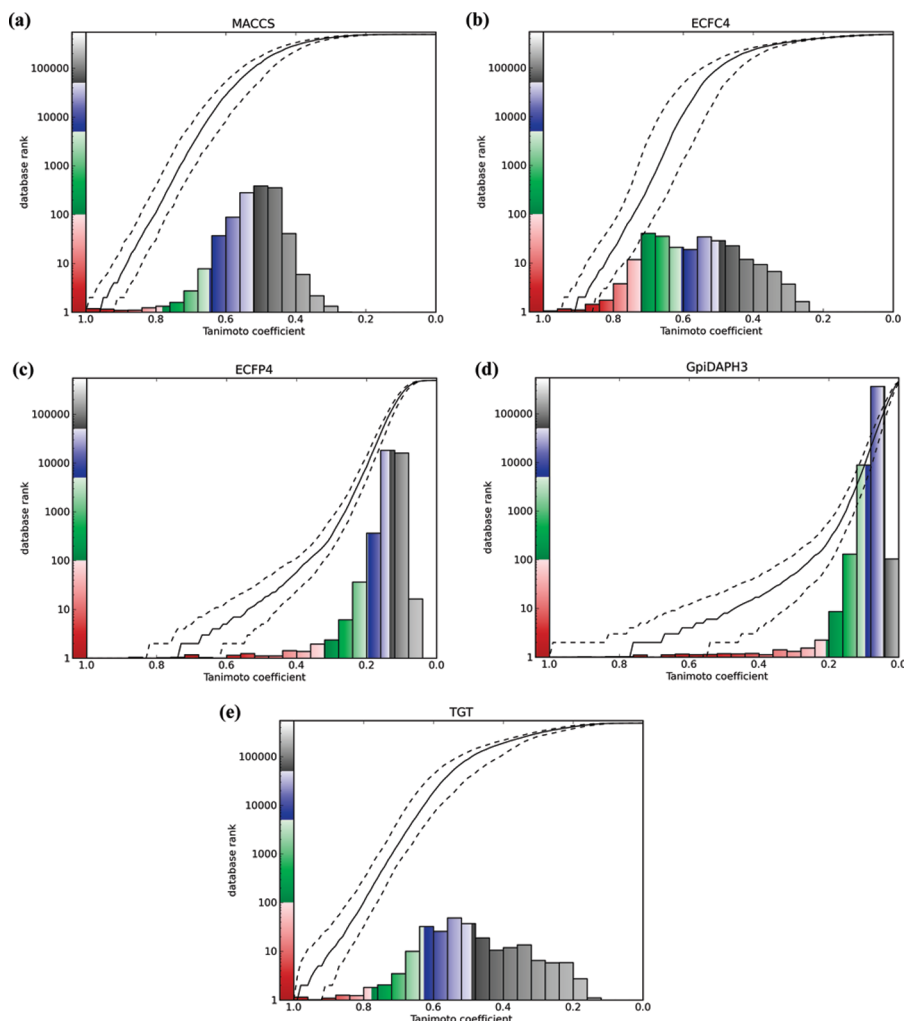 (a)
MACCS
database rank
100000
10000
1000
100
10
1
1.0 0.8 0.6 0.4 0.2 0.0
Tanimoto coefficient
(b)
ECFC4
database rank
100000
10000
1000
100
10
1
1.0 0.8 0.6 0.4 0.2 0.0
Tanimoto coefficient
(c)
ECFP4
database rank
100000
10000
1000
100
10
1
1.0 0.8 0.6 0.4 0.2 0.0
Tanimoto coefficient
(d)
GpiDAPH3
database rank
100000
10000
1000
100
10
1
1.0 0.8 0.6 0.4 0.2 0.0
Tanimoto coefficient
(e)
TGT
database rank
100000
10000
1000
100
10
1
1.0 0.8 0.6 0.4 0.2 0.0
Tanimoto coefficient